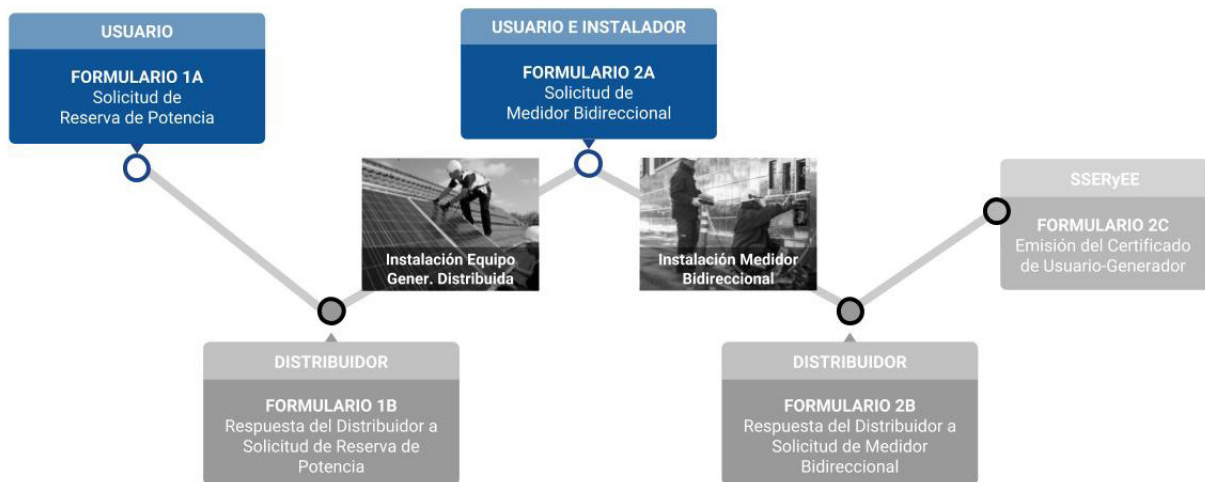 USUARIO
FORMULARIO 1A
Solicitud de
Reserva de Potencia
USUARIO E INSTALADOR
FORMULARIO 2A
Solicitud de
Medidor Bidireccional
Instalación Equipo
Gener. Distribuida
Instalación Medidor
Bidireccional
SSERyEE
FORMULARIO 2C
Emisión del Certificado
de Usuario-Generador
DISTRIBUIDOR
FORMULARIO 1B
Respuesta del Distribuidor a
Solicitud de Reserva de
Potencia
DISTRIBUIDOR
FORMULARIO 2B
Respuesta del Distribuidor a
Solicitud de Medidor
Bidireccional